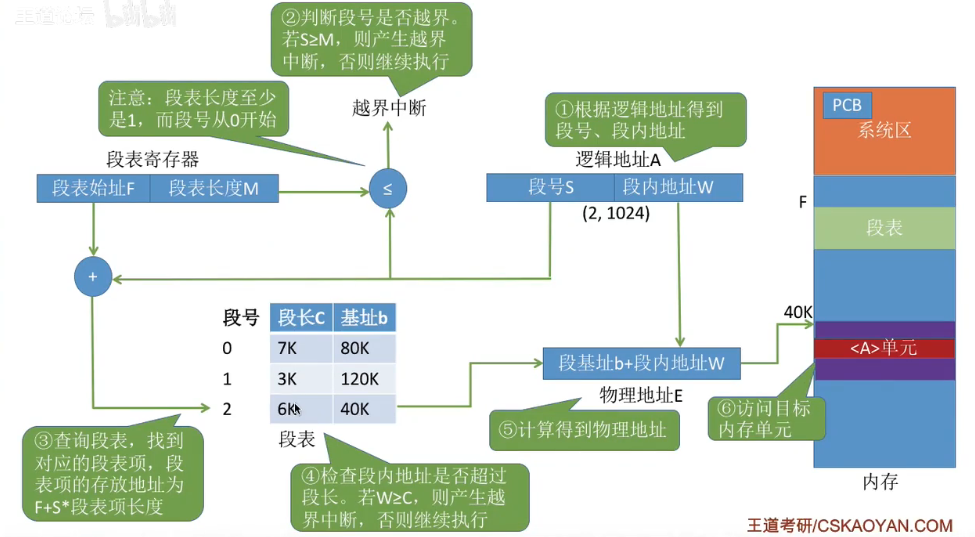 王道论坛 bilibili
②判断段号是否越界。
若S≥M，则产生越界
中断，否则继续执行
注意：段表长度至少
是1，而段号从0开始
越界中断
①根据逻辑地址得到
段号、段内地址
PCB
系统区
段表寄存器
逻辑地址A
段表始址F 段表长度M
≤
段号S 段内地址W
(2, 1024)
F
段表
+
段号 段长C 基址b
0 7K 80K
1 3K 120K
2 6K 40K
段表
40K
<A>单元
段基址b+段内地址W
物理地址E
③查询段表，找到
对应的段表项，段
表项的存放地址为
F+S*段表项长度
④检查段内地址是否超过
段长。若W≥C，则产生越
界中断，否则继续执行
⑤计算得到物理地址
⑥访问目标
内存单元
内存
王道考研/CSKAOYAN.COM